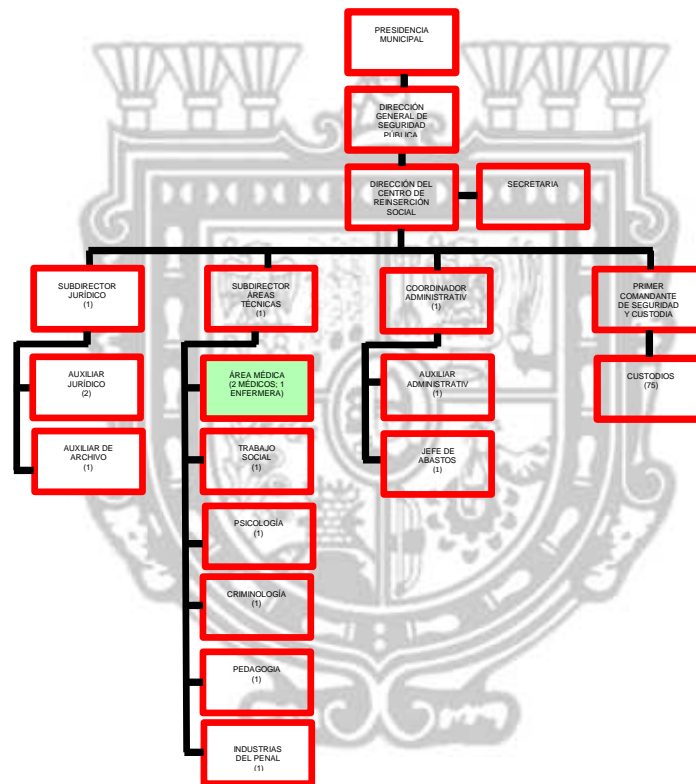 PRESIDENCIA
MUNICIPAL
DIRECCIÓN
GENERAL DE
SEGURIDAD
PÚBLICA
DIRECCIÓN DEL
CENTRO DE
REINSERCIÓN
SOCIAL
SECRETARIA
SUBDIRECTOR
JURÍDICO
(1)
SUBDIRECTOR
ÁREAS
TÉCNICAS
(1)
COORDINADOR
ADMINISTRATIV
(1)
PRIMER
COMANDANTE
DE SEGURIDAD
Y CUSTODIA
AUXILIAR
JURÍDICO
(2)
ÁREA MÉDICA
(2 MÉDICOS; 1
ENFERMERA)
AUXILIAR
ADMINISTRATIV
(1)
CUSTODIOS
(75)
AUXILIAR DE
ARCHIVO
(1)
TRABAJO
SOCIAL
(1)
JEFE DE
ABASTOS
(1)
PSICOLOGÍA
(1)
CRIMINOLOGÍA
(1)
PEDAGOGIA
(1)
INDUSTRIAS
DEL PENAL
(1)